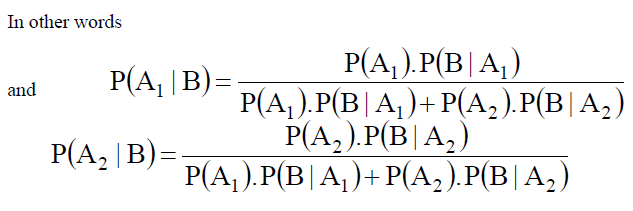 In other words
and P(A₁ | B) = P(A₁).P(B | A₁) / P(A₁).P(B | A₁) + P(A₂).P(B | A₂)
P(A₂ | B) = P(A₂).P(B | A₂) / P(A₁).P(B | A₁) + P(A₂).P(B | A₂)